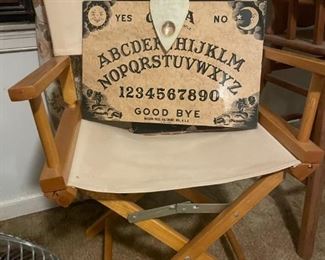 YES NO
ABCDEFGHIJKLM
NOPQRSTUVWXYZ
1234567890
GOOD BYE